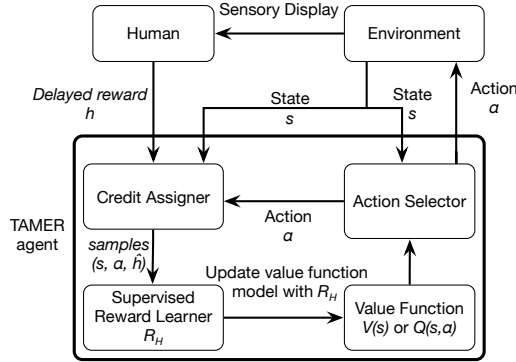 Sensory Display
Human
Environment
Delayed reward
h
State
s
State
s
Action
a
TAMER
agent
Credit Assigner
Action Selector
Action
a
samples
(s, a, ĥ)
Update value function
model with R_H
Supervised
Reward Learner
R_H
Value Function
V(s) or Q(s,a)